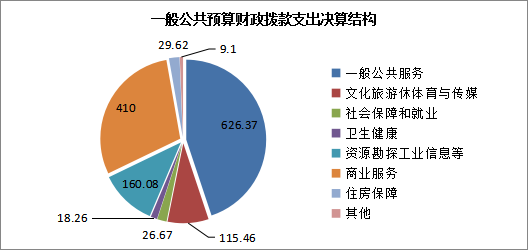 一般公共预算财政拨款支出决算结构
29.62
9.1
410
626.37
160.08
18.26
26.67
115.46
一般公共服务
文化旅游休体育与传媒
社会保障和就业
卫生健康
资源勘探工业信息等
商业服务
住房保障
其他